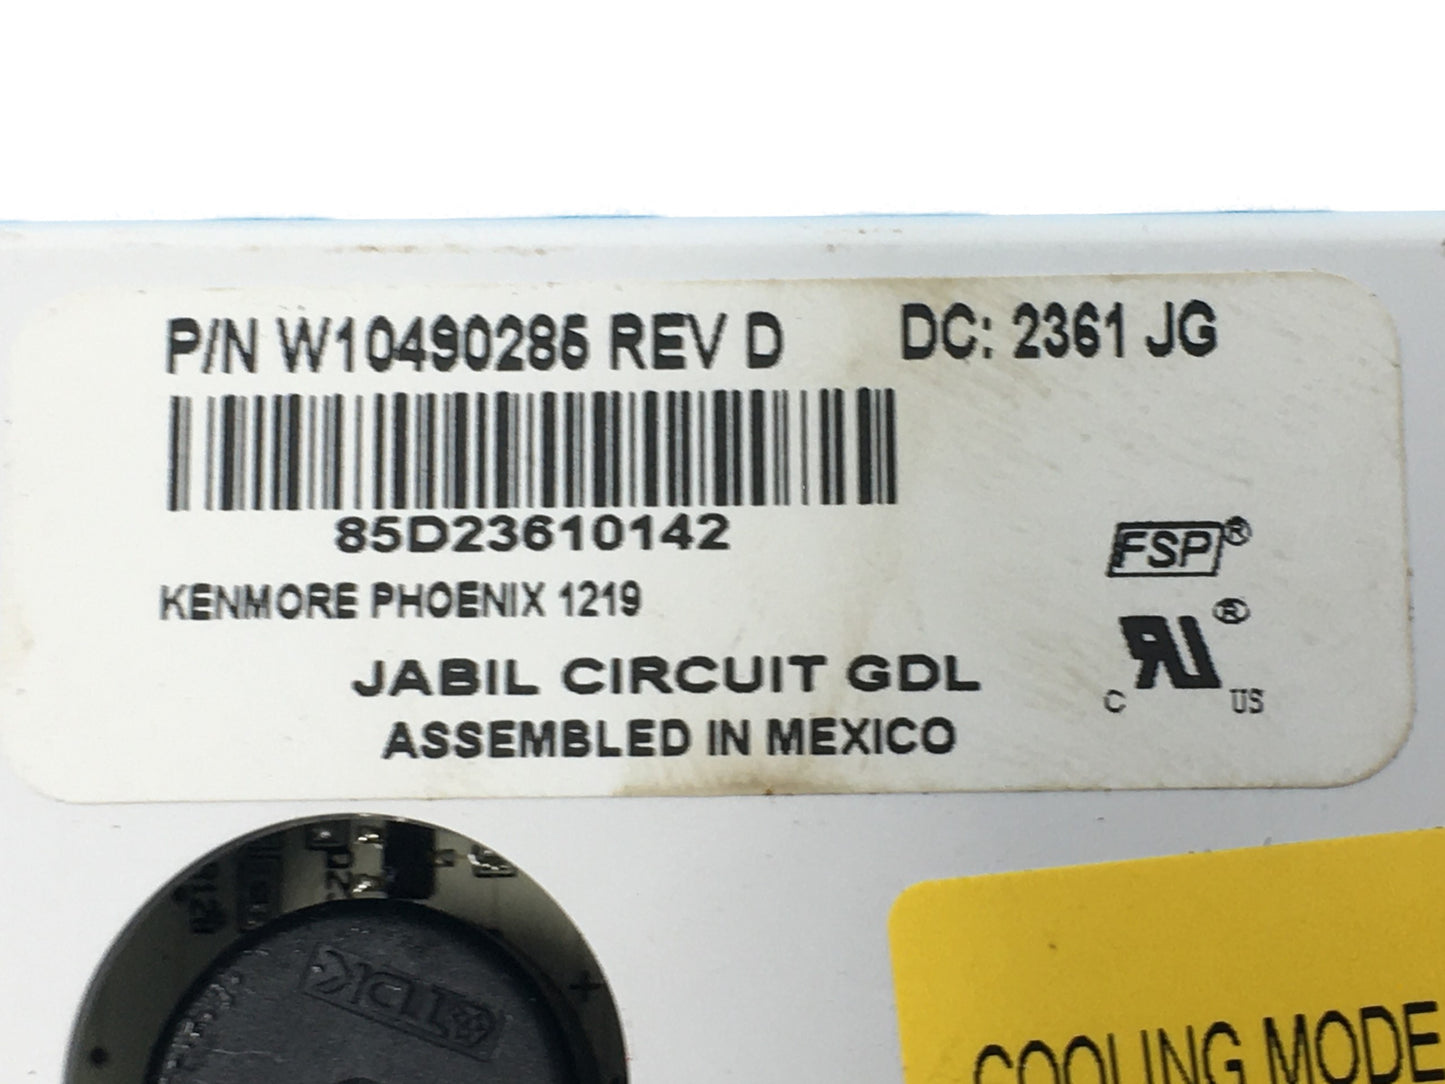 P/N W10490285 REV D DC: 2361 JG
85D23610142
KENMORE PHOENIX 1219
FSP®
JABIL CIRCUIT GDL
®
C US
ASSEMBLED IN MEXICO
TDK
COOLING MODE